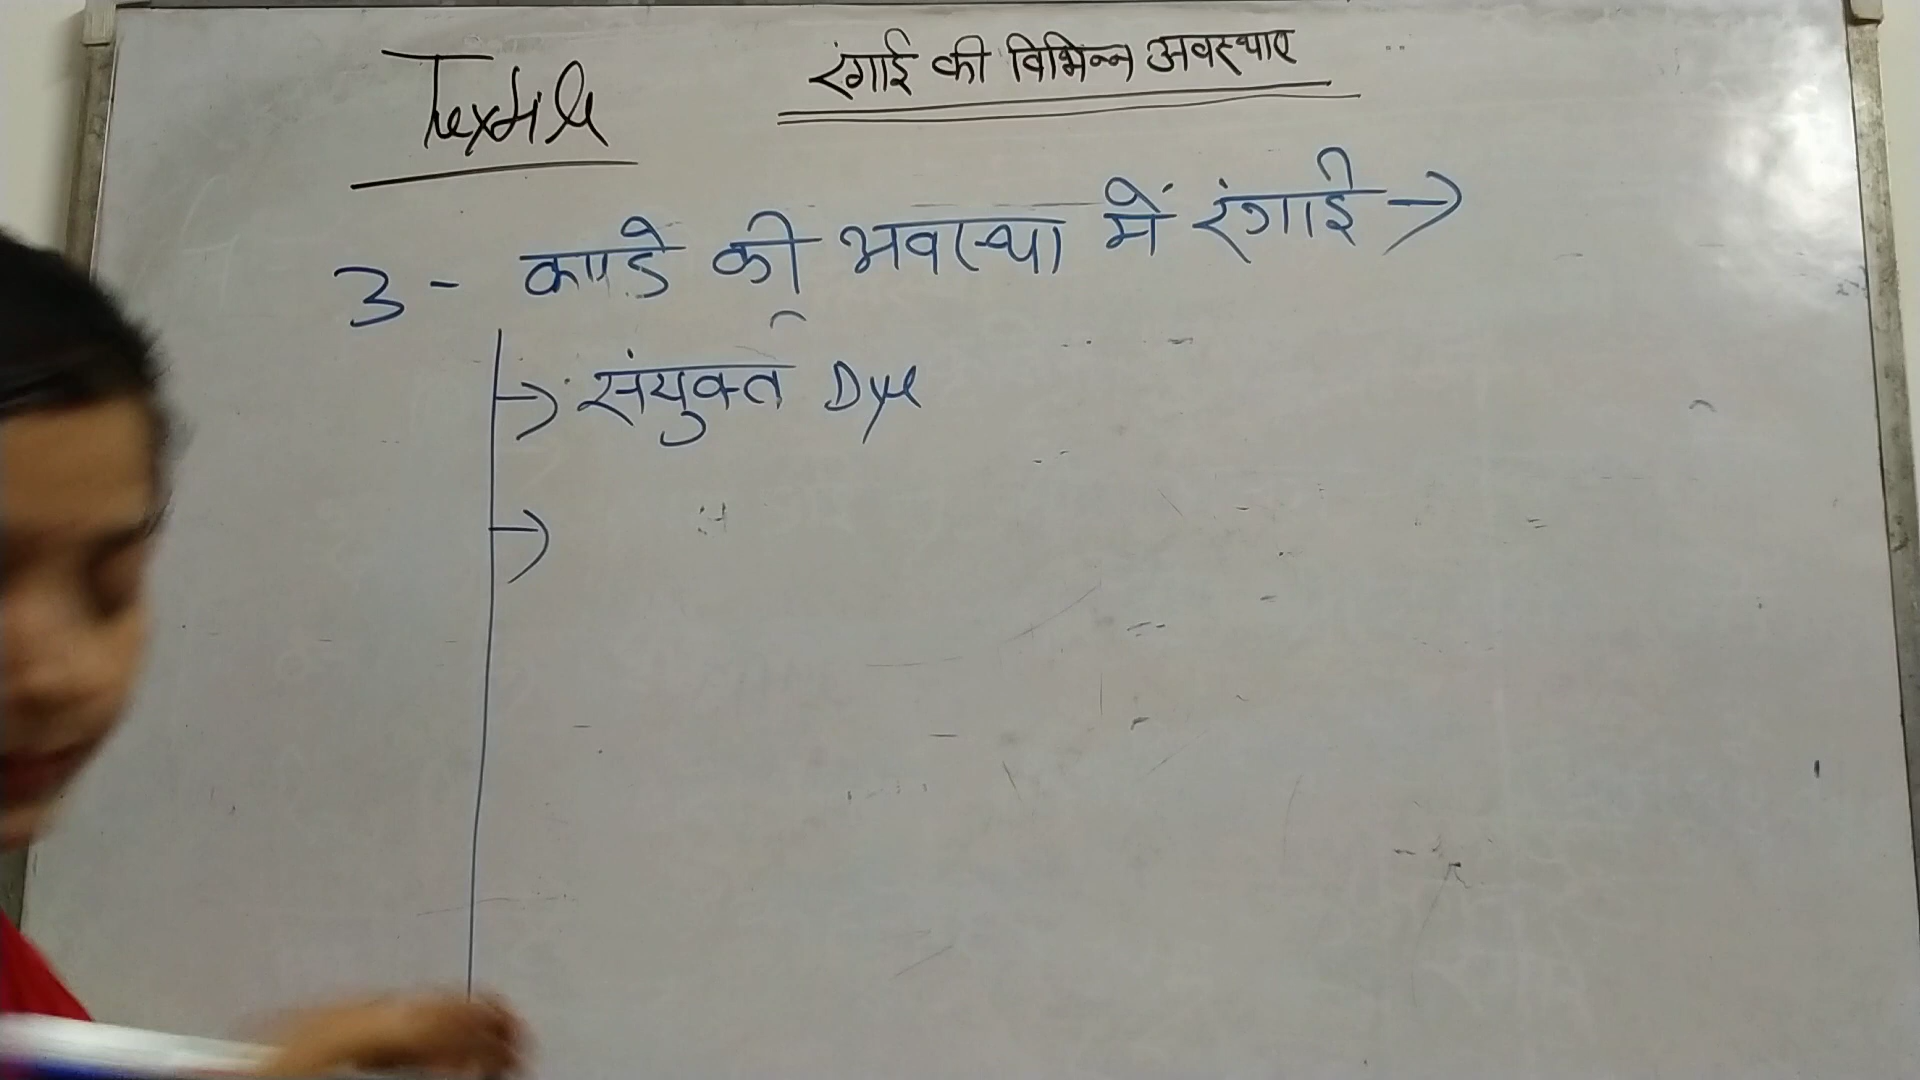 Textile
रंगाई की विभिन्न अवस्थाए
3 - कपडे की अवस्था में रंगाई →
→ संयुक्त Dye
→